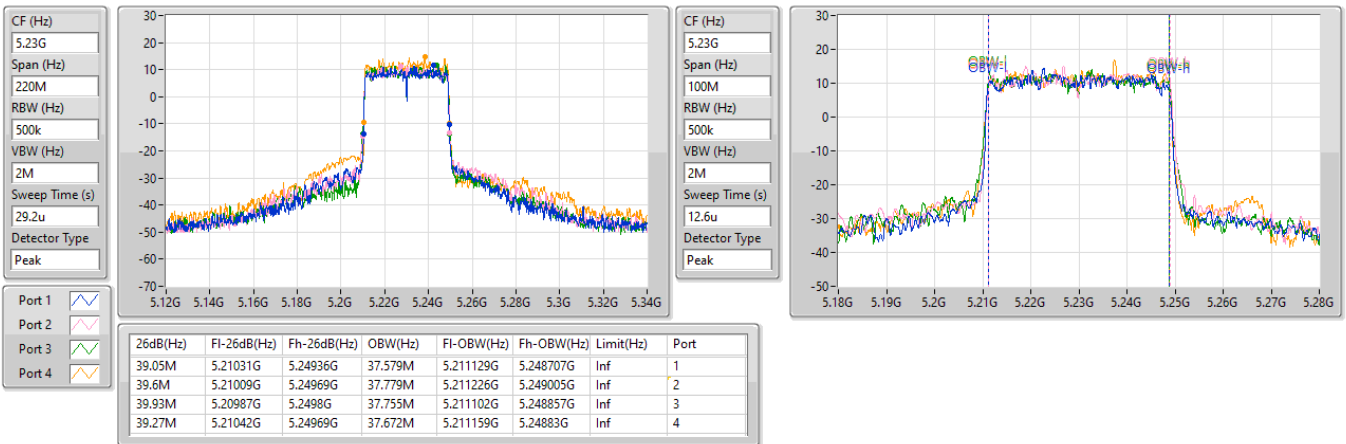 CF (Hz)
5.23G
Span (Hz)
220M
RBW (Hz)
500k
VBW (Hz)
2M
Sweep Time (s)
29.2u
Detector Type
Peak
30
20
10
0
-10
-20
-30
-40
-50
-60
-70
5.12G 5.14G 5.16G 5.18G 5.2G 5.22G 5.24G 5.26G 5.28G 5.3G 5.32G 5.34G
CF (Hz)
5.23G
Span (Hz)
100M
RBW (Hz)
500k
VBW (Hz)
2M
Sweep Time (s)
12.6u
Detector Type
Peak
30
20
10
0
-10
-20
-30
-40
-50
OBW-l
OBW-h
5.18G 5.19G 5.2G 5.21G 5.22G 5.23G 5.24G 5.25G 5.26G 5.27G 5.28G
Port 1
Port 2
Port 3
Port 4
26dB(Hz) Fl-26dB(Hz) Fh-26dB(Hz) OBW(Hz) Fl-OBW(Hz) Fh-OBW(Hz) Limit(Hz) Port
39.05M 5.21031G 5.24936G 37.579M 5.211129G 5.248707G Inf 1
39.6M 5.21009G 5.24969G 37.779M 5.211226G 5.249005G Inf 2
39.93M 5.20987G 5.2498G 37.755M 5.211102G 5.248857G Inf 3
39.27M 5.21042G 5.24969G 37.672M 5.211159G 5.24883G Inf 4